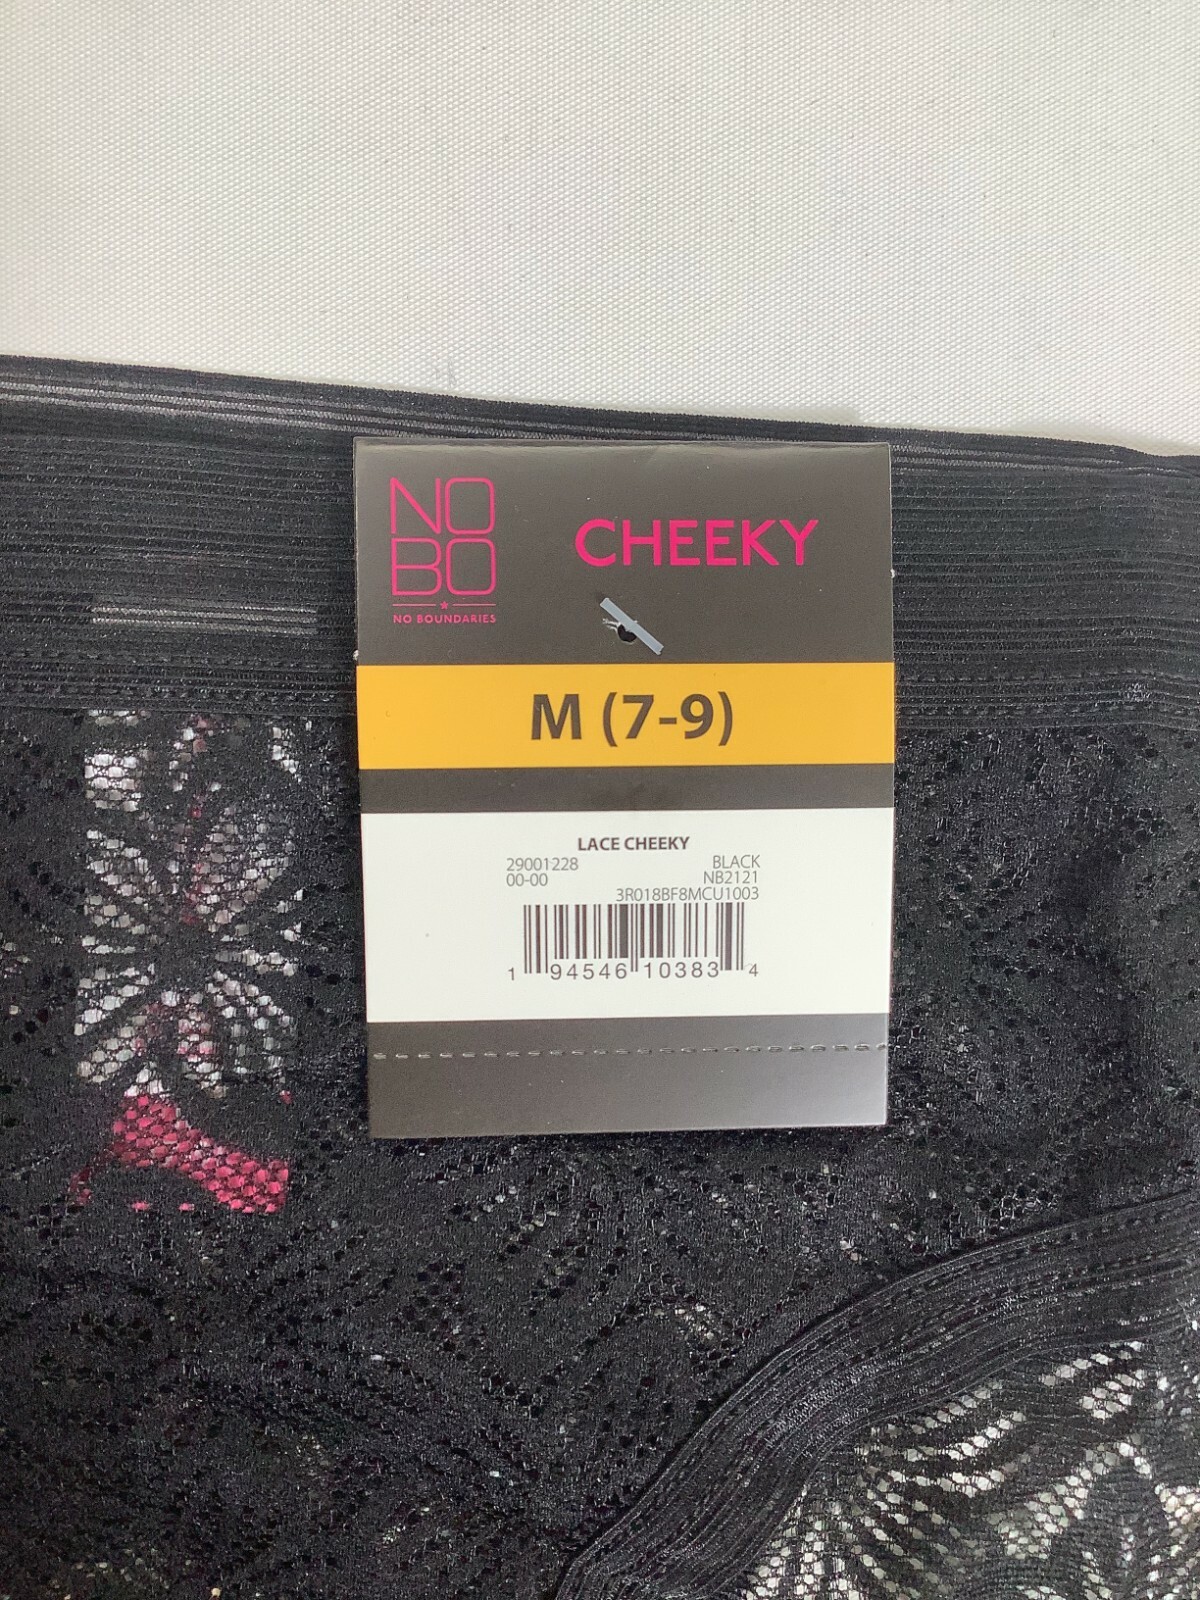 NO
BO
NO BOUNDARIES
CHEEKY
M (7-9)
LACE CHEEKY
29001228 BLACK
00-00 NB2121
3R018BF8MCU1003
1 94546 10383 4